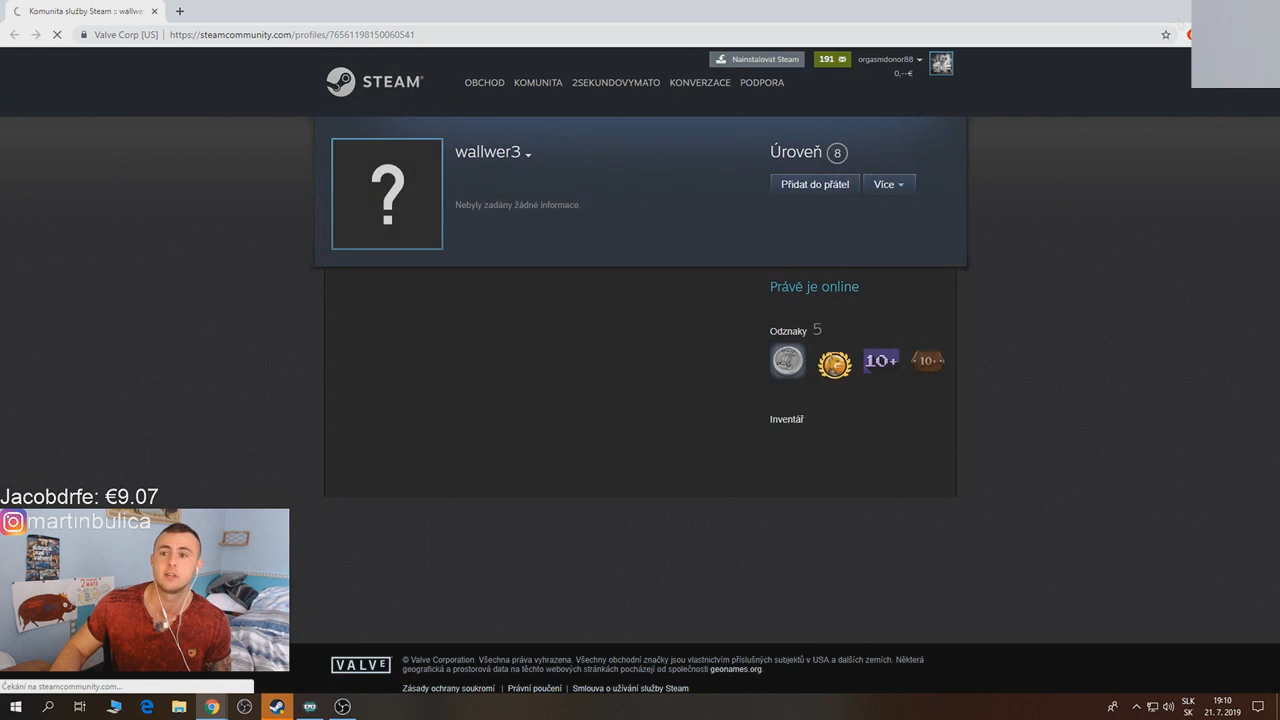 Komunita služby Steam :: wallwe
Valve Corp [US] | https://steamcommunity.com/profiles/76561198150060541
Nainstalovat Steam 191 orgasmdonor88
0,--€
STEAM® OBCHOD KOMUNITA 2SEKUNDOVYMATO KONVERZACE PODPORA
wallwer3 Úroveň 8
Přidat do přátel Více
?
Nebyly zadány žádné informace.
Právě je online
Odznaky 5
10+ 10+
Inventář
Jacobdrfe: €9.07
martinbulica
VALVE
© Valve Corporation. Všechna práva vyhrazena. Všechny obchodní značky jsou vlastnictvím příslušných subjektů v USA a dalších zemích. Některá
geografická a prostorová data na těchto webových stránkách pocházejí od společnosti geonames.org.
Zásady ochrany soukromí | Právní poučení | Smlouva o užívání služby Steam
Čekání na steamcommunity.com...
SLK 19:10
SK 21. 7. 2019